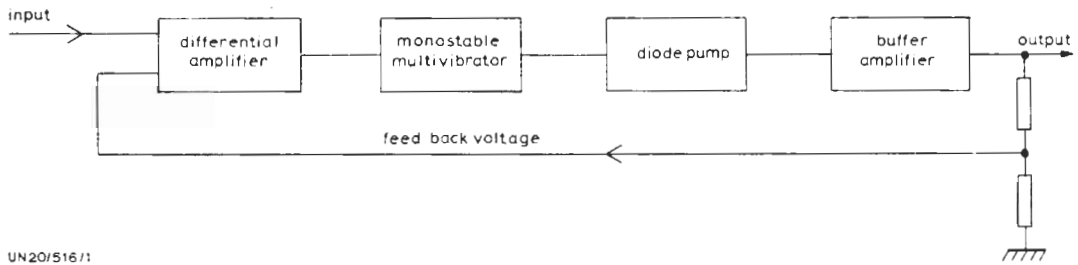 input
differential
amplifier
monostable
multivibrator
diode pump
buffer
amplifier
output
feed back voltage
UN20/516/1